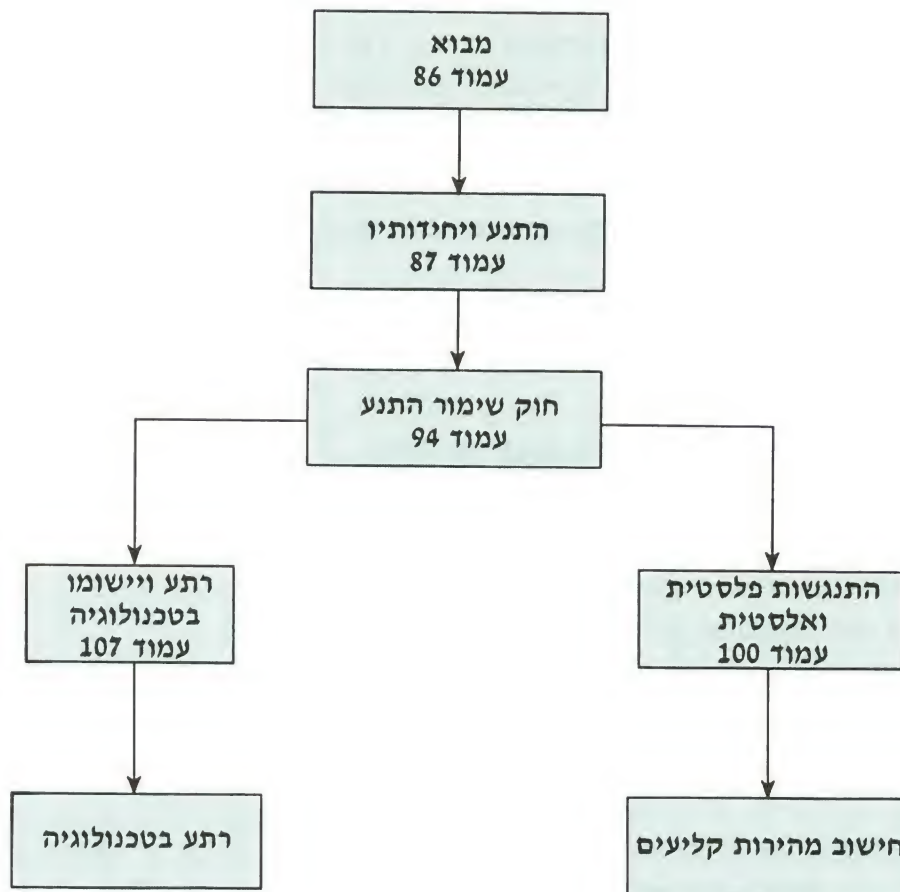 מבוא
עמוד 86
התנע ויחידותיו
עמוד 87
חוק שימור התנע
עמוד 94
התנגשות פלסטית
ואלסטית
עמוד 100
רתע ויישומו
בטכנולוגיה
עמוד 107
חישוב מהירות קליעים
רתע בטכנולוגיה